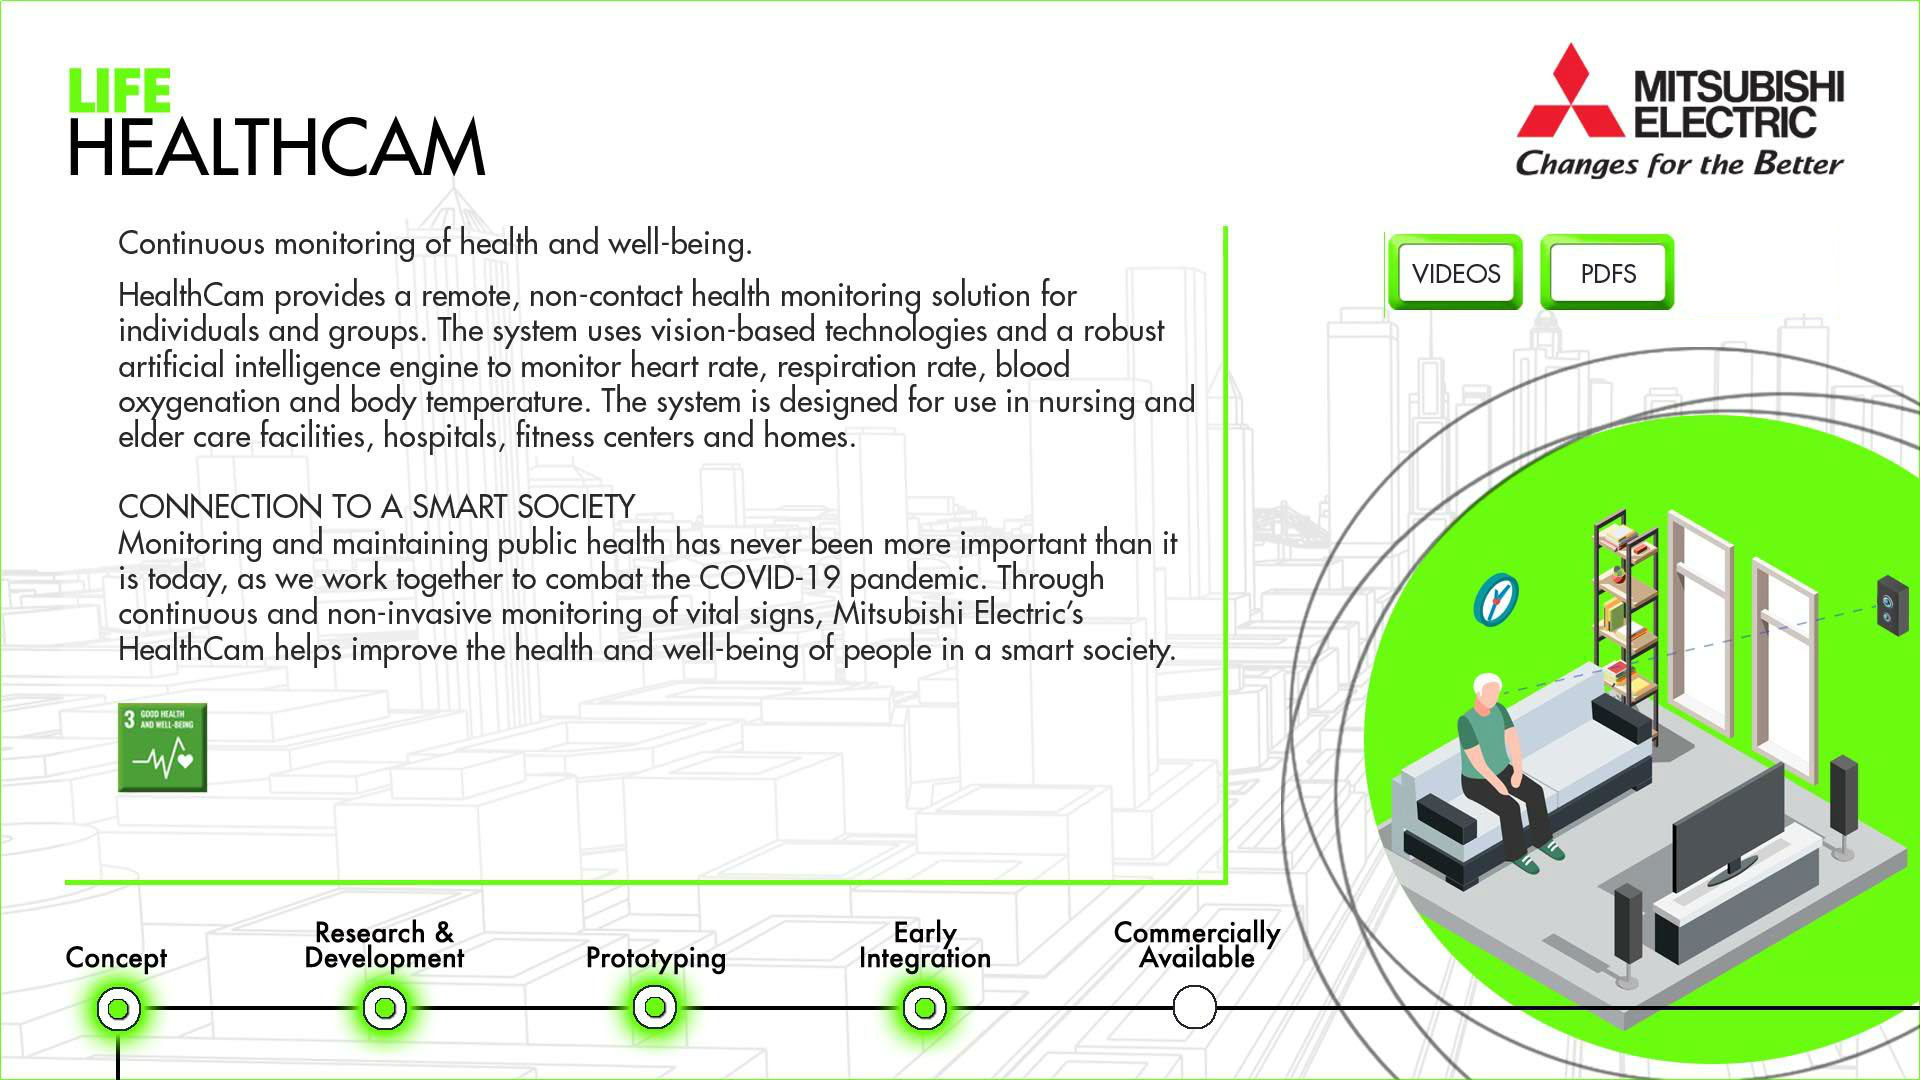 LIFE
HEALTHCAM
MITSUBISHI
ELECTRIC
Changes for the Better
Continuous monitoring of health and well-being.
HealthCam provides a remote, non-contact health monitoring solution for
individuals and groups. The system uses vision-based technologies and a robust
artificial intelligence engine to monitor heart rate, respiration rate, blood
oxygenation and body temperature. The system is designed for use in nursing and
elder care facilities, hospitals, fitness centers and homes.
CONNECTION TO A SMART SOCIETY
Monitoring and maintaining public health has never been more important than it
is today, as we work together to combat the COVID-19 pandemic. Through
continuous and non-invasive monitoring of vital signs, Mitsubishi Electric’s
HealthCam helps improve the health and well-being of people in a smart society.
3 GOOD HEALTH
AND WELL-BEING
VIDEOS
PDFS
Concept
Research &
Development
Prototyping
Early
Integration
Commercially
Available